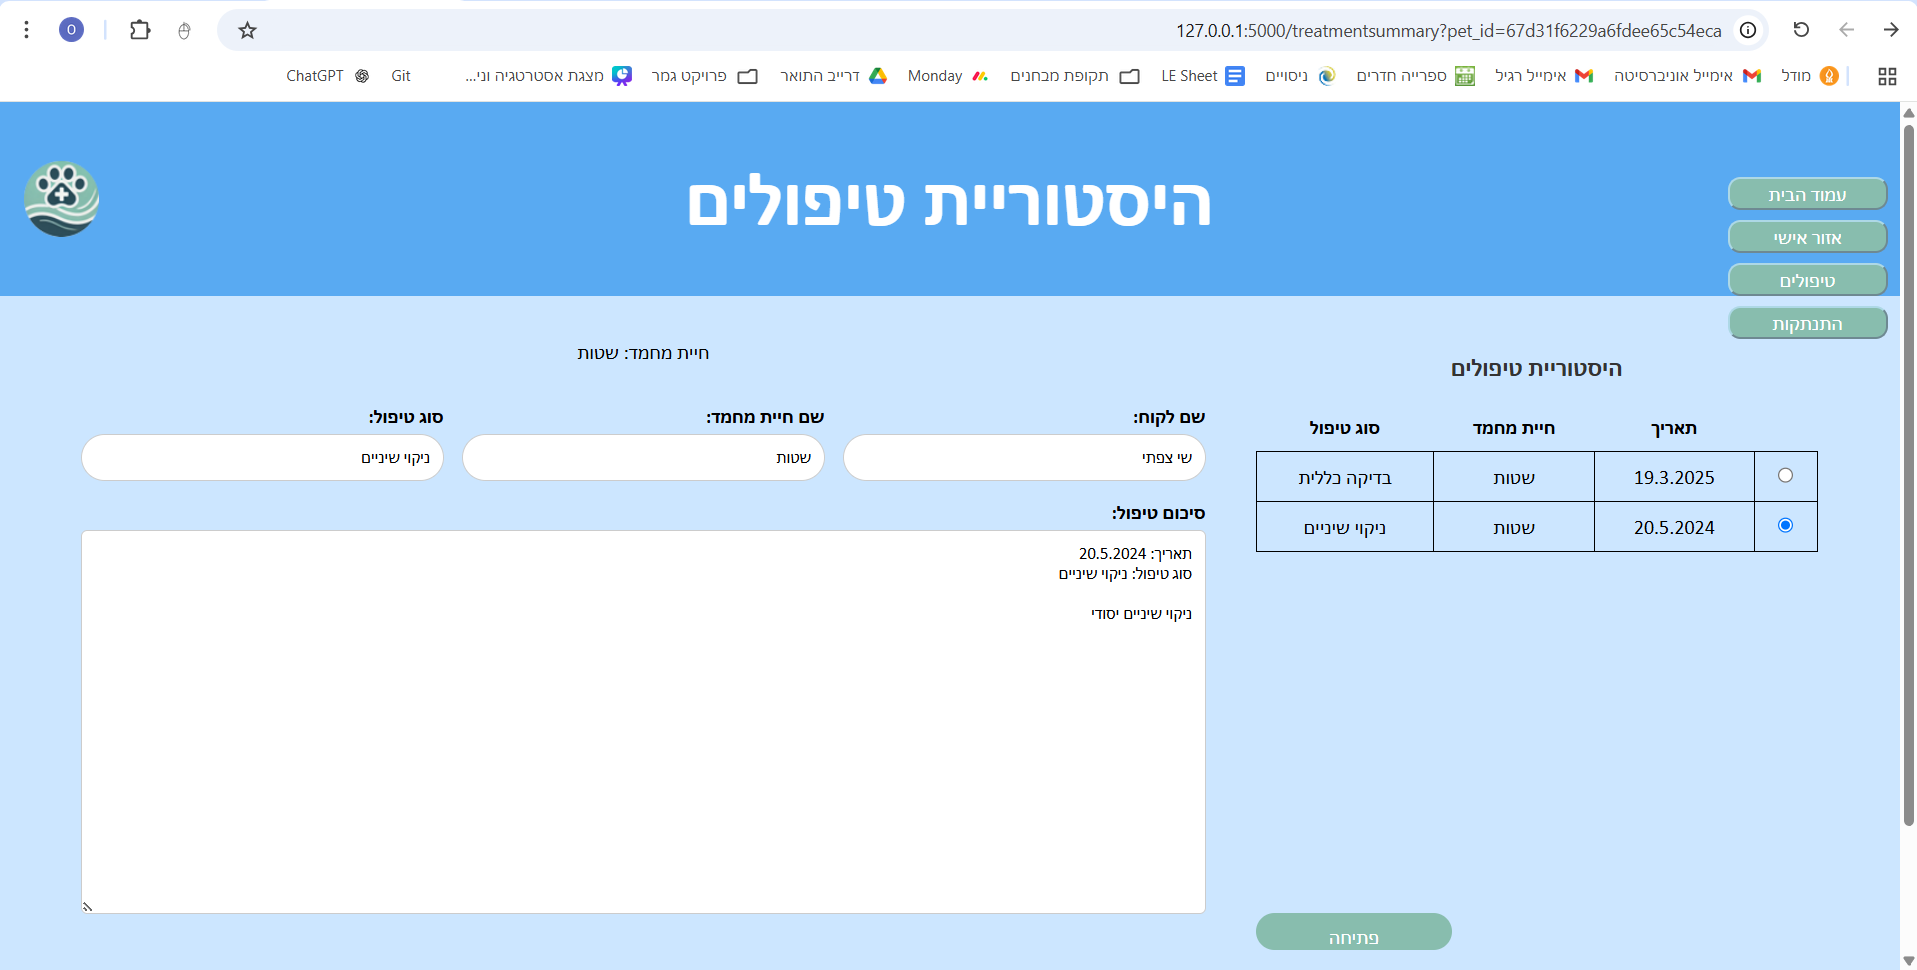 O
127.0.0.1:5000/treatmentsummary?pet_id=67d31f6229a6fdee65c54eca
מודל
אימייל אוניברסיטה
אימייל רגיל
ספרייה חדרים
ניסויים
LE Sheet
תקופת מבחנים
Monday
דרייב התואר
פרויקט גמר
מצגת אסטרטגיה וני...
Git
ChatGPT
היסטוריית טיפולים
עמוד הבית
אזור אישי
טיפולים
התנתקות
היסטוריית טיפולים
תאריך חיית מחמד סוג טיפול
19.3.2025 שטות בדיקה כללית
20.5.2024 שטות ניקוי שיניים
פתיחה
חיית מחמד: שטות
שם לקוח: שם חיית מחמד: סוג טיפול:
שי צפתי שטות ניקוי שיניים
סיכום טיפול:
תאריך: 20.5.2024
סוג טיפול: ניקוי שיניים
ניקוי שיניים יסודי